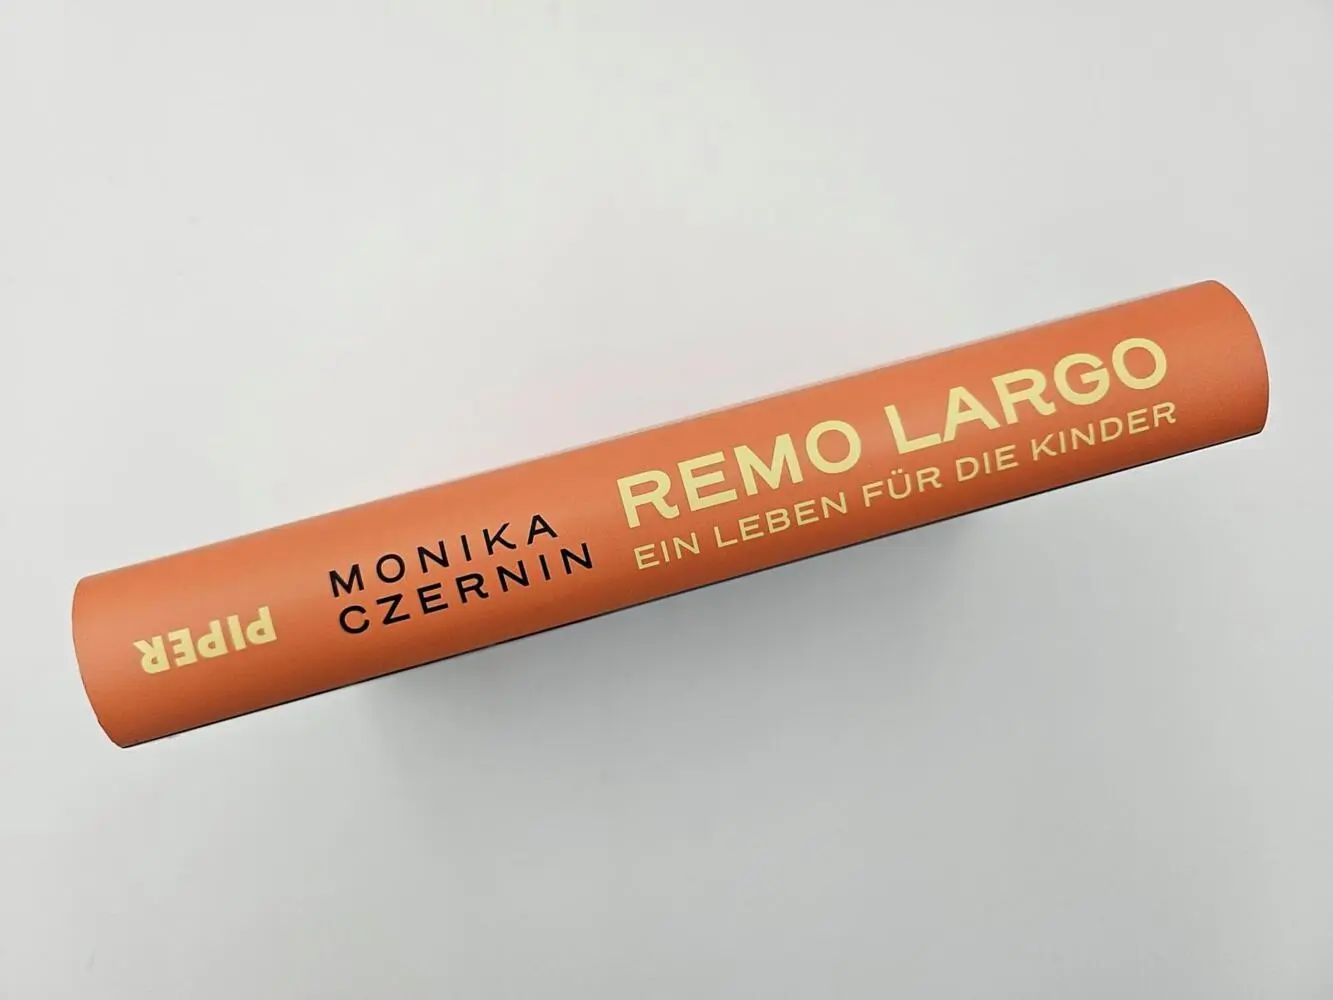 MONIKA
CZERNIN
REMO LARGO
EIN LEBEN FÜR DIE KINDER
PIPER